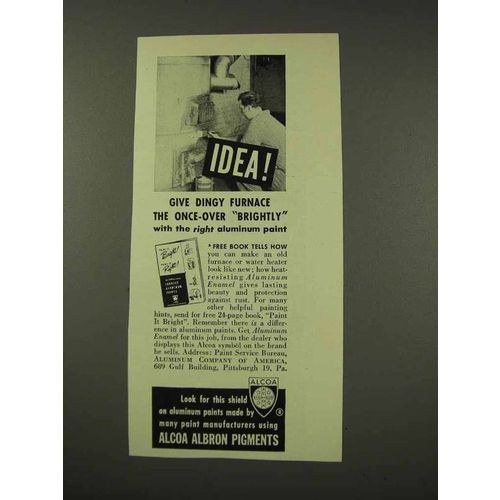 IDEA!
GIVE DINGY FURNACE
THE ONCE-OVER "BRIGHTLY"
with the right aluminum paint
Paint it
Bright!
Paint it
Right!
* FREE BOOK TELLS HOW
you can make an old
furnace or water heater
look like new; how heat-
resisting Aluminum
Enamel gives lasting
beauty and protection
against rust. For many
other helpful painting
hints, send for free 24-page book, "Paint
It Bright". Remember there is a differ-
ence in aluminum paints. Get Aluminum
Enamel for this job, from the dealer who
displays this Alcoa symbol on the brand
he sells. Address: Paint Service Bureau,
ALUMINUM COMPANY OF AMERICA,
689 Gulf Building, Pittsburgh 19, Pa.
Look for this shield
on aluminum paints made by
many paint manufacturers using
ALCOA ALBRON PIGMENTS
ALCOA
®